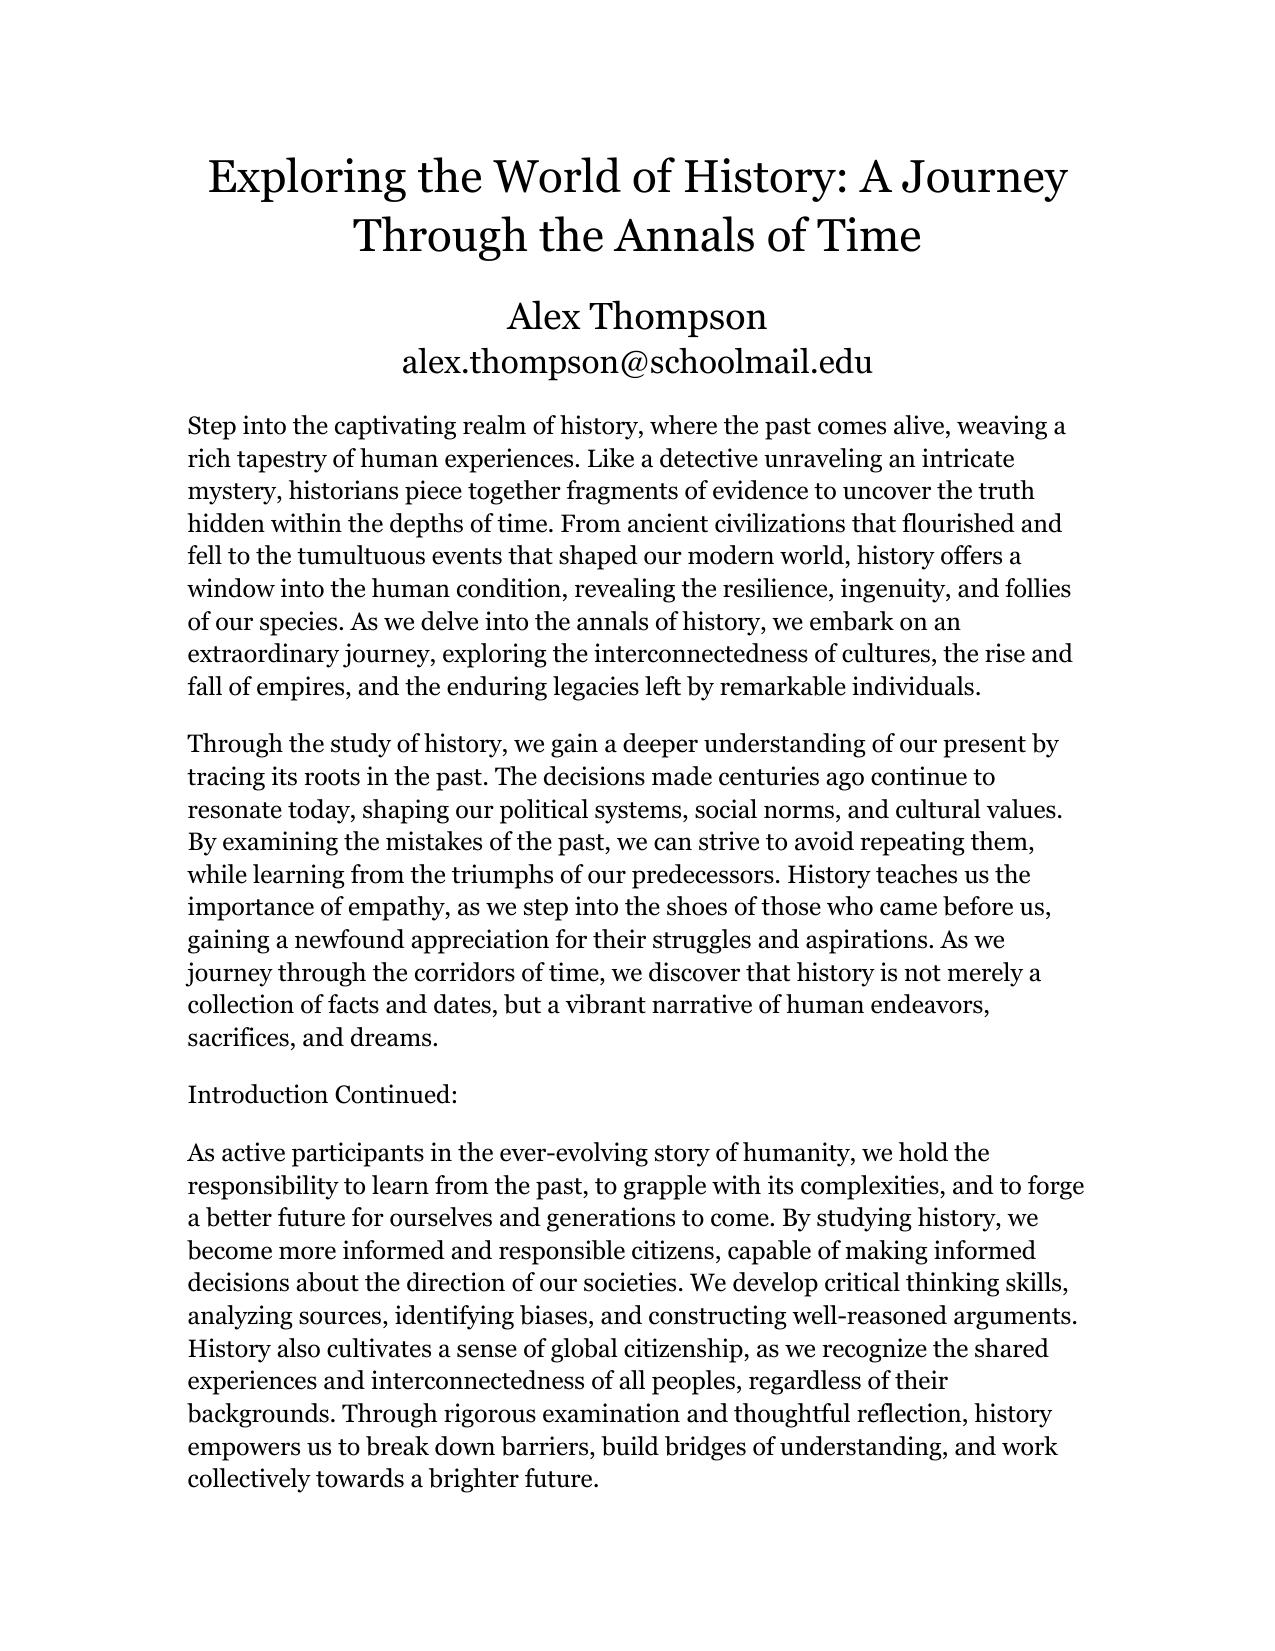 Exploring the World of History: A Journey
Through the Annals of Time
Alex Thompson
alex.thompson@schoolmail.edu
Step into the captivating realm of history, where the past comes alive, weaving a
rich tapestry of human experiences. Like a detective unraveling an intricate
mystery, historians piece together fragments of evidence to uncover the truth
hidden within the depths of time. From ancient civilizations that flourished and
fell to the tumultuous events that shaped our modern world, history offers a
window into the human condition, revealing the resilience, ingenuity, and follies
of our species. As we delve into the annals of history, we embark on an
extraordinary journey, exploring the interconnectedness of cultures, the rise and
fall of empires, and the enduring legacies left by remarkable individuals.
Through the study of history, we gain a deeper understanding of our present by
tracing its roots in the past. The decisions made centuries ago continue to
resonate today, shaping our political systems, social norms, and cultural values.
By examining the mistakes of the past, we can strive to avoid repeating them,
while learning from the triumphs of our predecessors. History teaches us the
importance of empathy, as we step into the shoes of those who came before us,
gaining a newfound appreciation for their struggles and aspirations. As we
journey through the corridors of time, we discover that history is not merely a
collection of facts and dates, but a vibrant narrative of human endeavors,
sacrifices, and dreams.
Introduction Continued:
As active participants in the ever-evolving story of humanity, we hold the
responsibility to learn from the past, to grapple with its complexities, and to forge
a better future for ourselves and generations to come. By studying history, we
become more informed and responsible citizens, capable of making informed
decisions about the direction of our societies. We develop critical thinking skills,
analyzing sources, identifying biases, and constructing well-reasoned arguments.
History also cultivates a sense of global citizenship, as we recognize the shared
experiences and interconnectedness of all peoples, regardless of their
backgrounds. Through rigorous examination and thoughtful reflection, history
empowers us to break down barriers, build bridges of understanding, and work
collectively towards a brighter future.